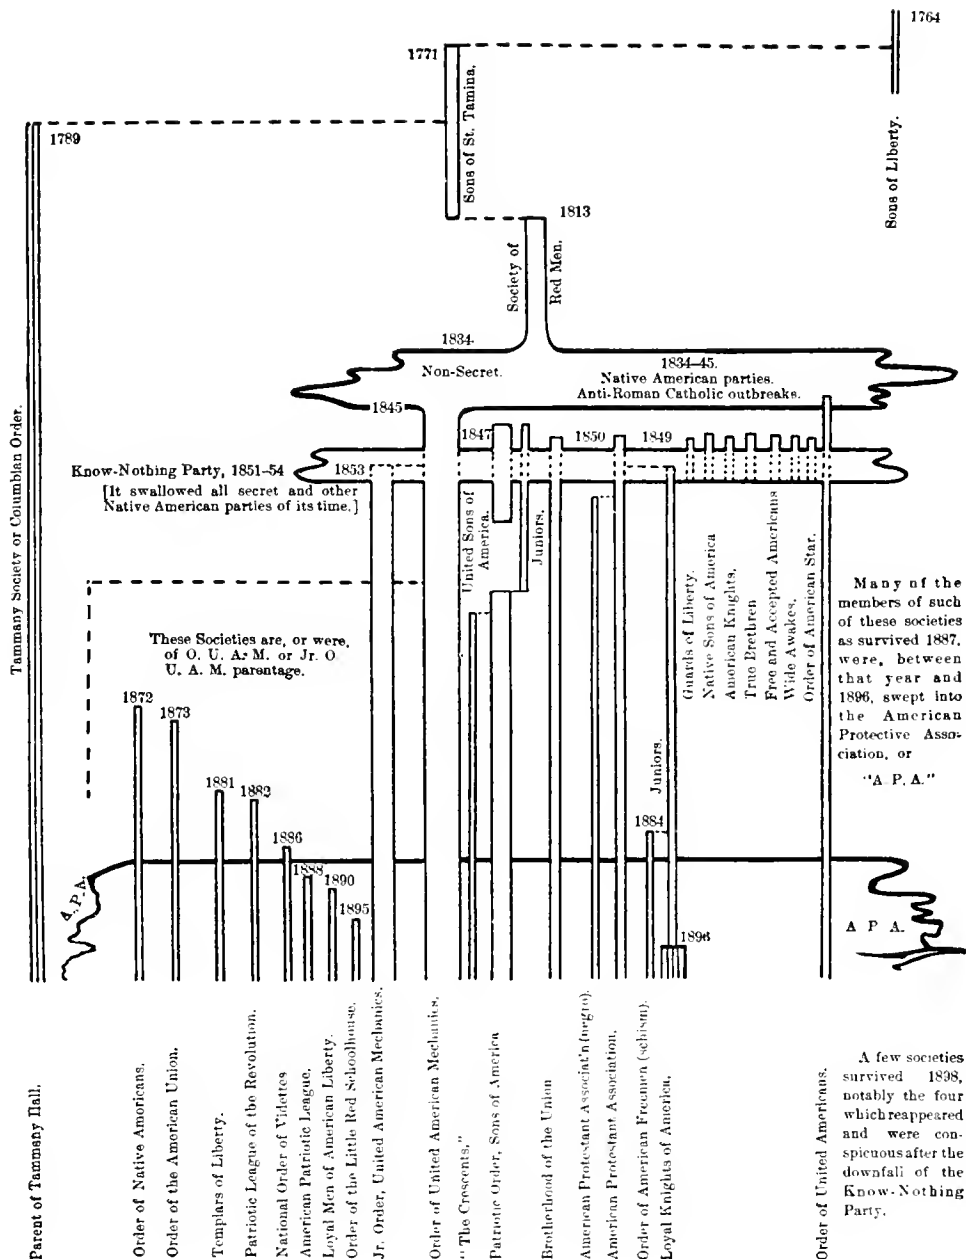 1764
1771
Sons of St. Tamina.
Sons of Liberty.
1789
Tammany Society or Columbian Order.
1813
Society of
Red Men.
1834
Non-Secret.
1834–45.
Native American parties.
Anti-Roman Catholic outbreaks.
1845
1847
1850
1849
Know-Nothing Party, 1851–54
[It swallowed all secret and other
Native American parties of its time.]
1853
United Sons of
America.
Juniors.
Guards of Liberty.
Native Sons of America
American Knights.
True Brethren
Free and Accepted Americans
Wide Awakes.
Order of American Star.
These Societies are, or were,
of O. U. A. M. or Jr. O
U. A. M. parentage.
Many of the
members of such
of these societies
as survived 1887,
were, between
that year and
1896, swept into
the American
Protective Asso-
ciation, or
"A. P. A."
1872
1873
1881
1882
1886
1888
1890
1895
Juniors.
1884
1896
A. P. A.
A P A.
Parent of Tammany Hall.
Order of Native Americans.
Order of the American Union.
Templars of Liberty.
Patriotic League of the Revolution.
National Order of Videttes
American Patriotic League.
Loyal Men of American Liberty.
Order of the Little Red Schoolhouse.
Jr. Order, United American Mechanics.
Order of United American Mechanics.
"The Crescents."
Patriotic Order, Sons of America
Brotherhood of the Union
American Protestant Associat'n (negro).
American Protestant Association.
Order of American Freemen (schism).
Loyal Knights of America.
Order of United Americans.
A few societies
survived 1898,
notably the four
which reappeared
and were con-
spicuous after the
downfall of the
Know-Nothing
Party.